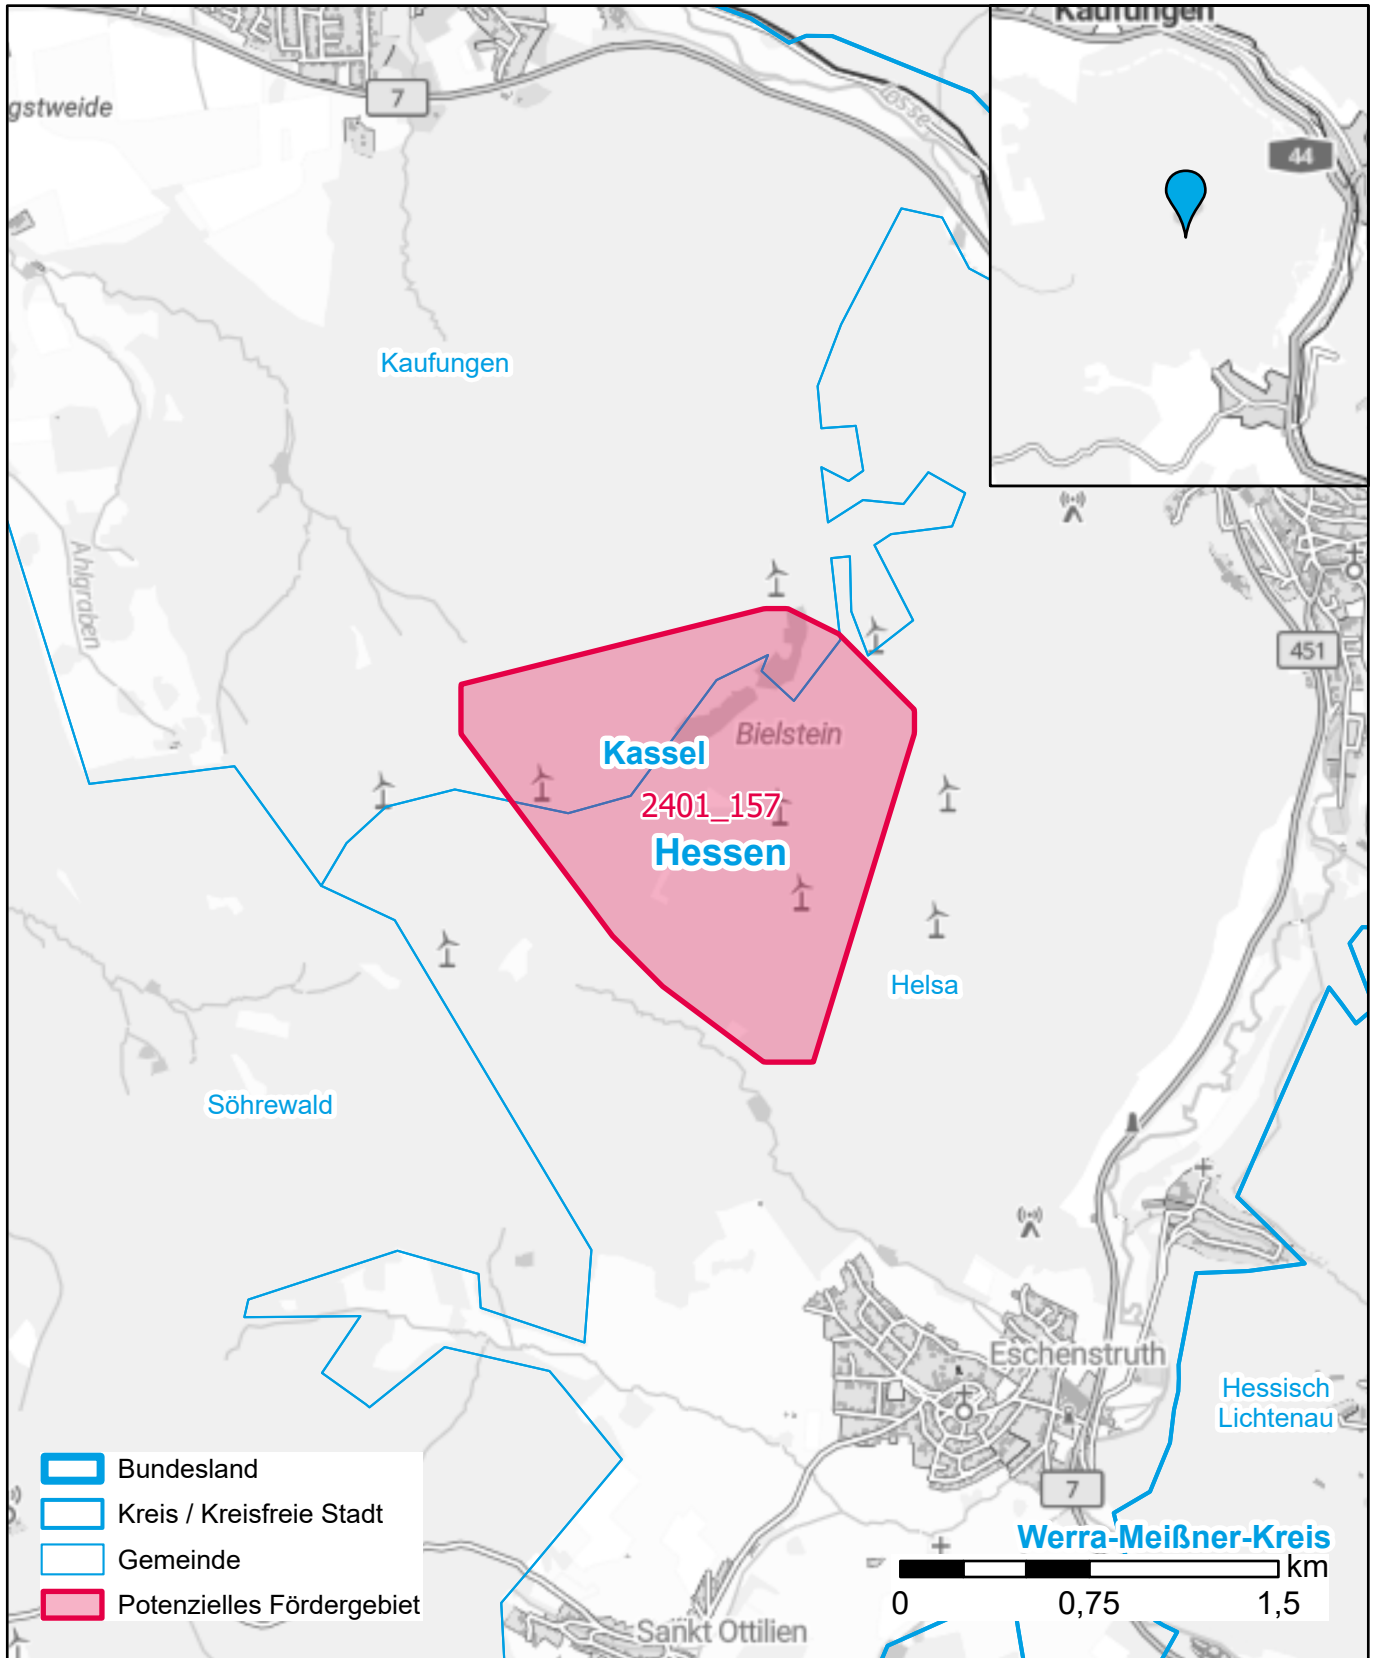 Kaufungen
gstweide
7
Losse
44
Kaufungen
Ahlgraben
451
Bielstein
Kassel
2401_157
Hessen
Helsa
Söhrewald
Eschenstruth
Hessisch
Lichtenau
7
Werra-Meißner-Kreis
km
0
0,75
1,5
Bundesland
Kreis / Kreisfreie Stadt
Gemeinde
Potenzielles Fördergebiet
Sankt Ottilien